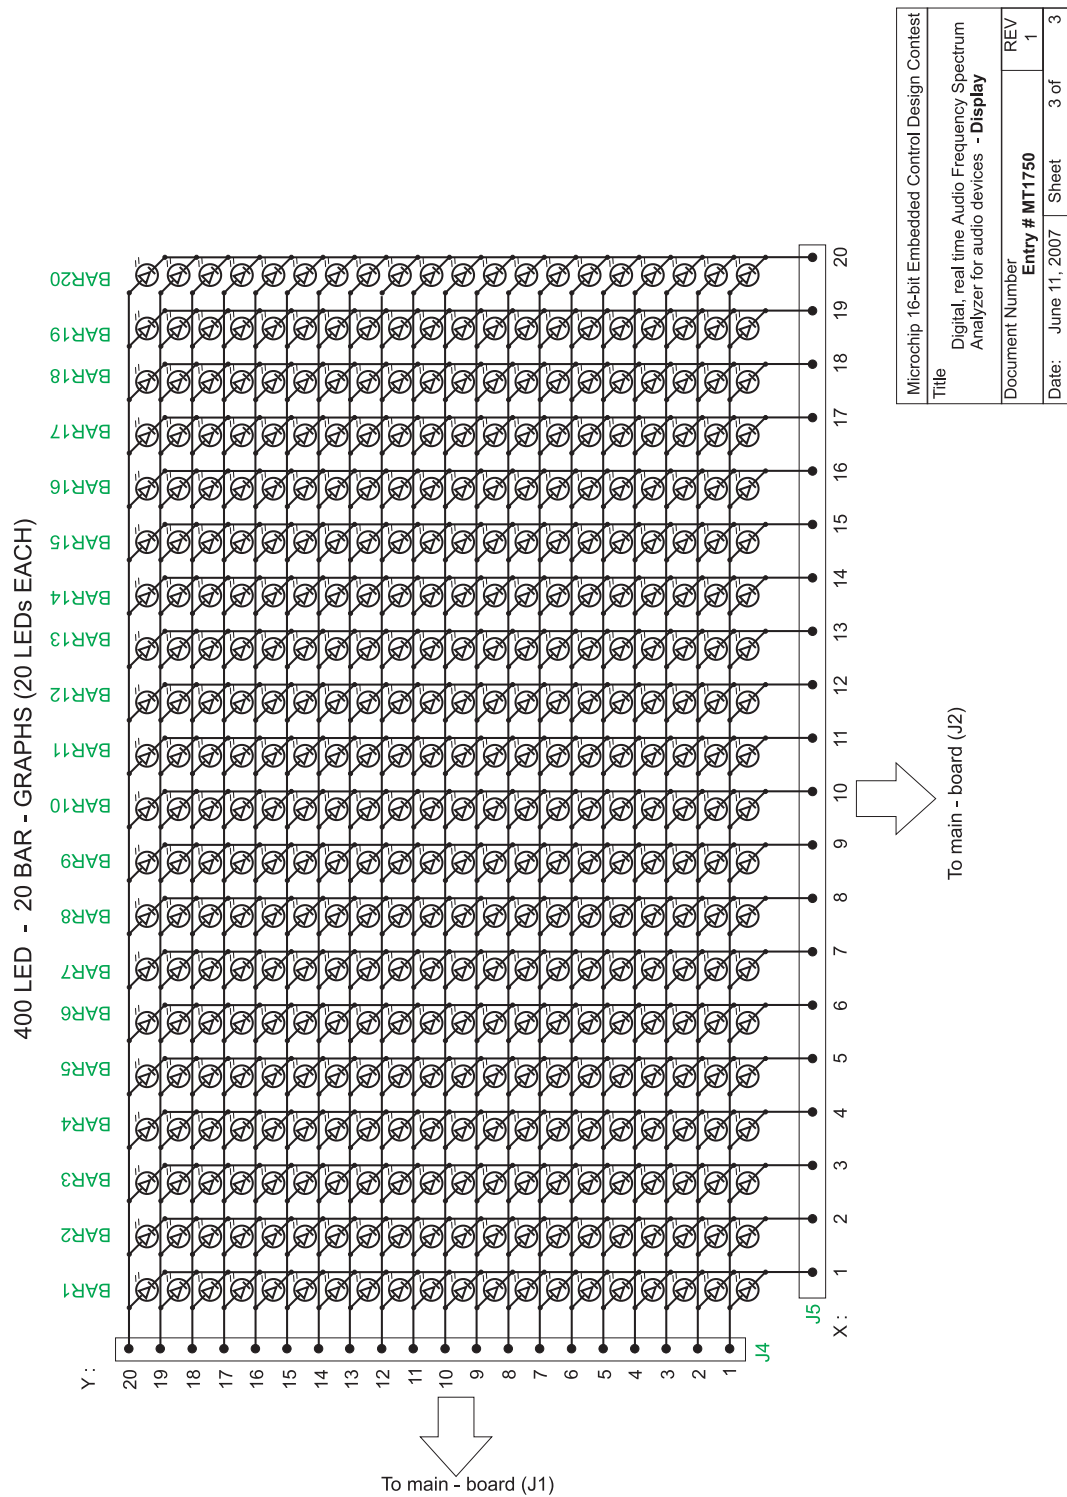 400 LED - 20 BAR - GRAPHS (20 LEDs EACH)
BAR1 BAR2 BAR3 BAR4 BAR5 BAR6 BAR7 BAR8 BAR9 BAR10 BAR11 BAR12 BAR13 BAR14 BAR15 BAR16 BAR17 BAR18 BAR19 BAR20
Y :
20
19
18
17
16
15
14
13
12
11
10
9
8
7
6
5
4
3
2
1
J4
To main - board (J1)
J5
X : 1 2 3 4 5 6 7 8 9 10 11 12 13 14 15 16 17 18 19 20
To main - board (J2)
Microchip 16-bit Embedded Control Design Contest
Title
Digital, real time Audio Frequency Spectrum
Analyzer for audio devices - Display
Document Number
Entry # MT1750
REV
1
Date: June 11, 2007 Sheet 3 of 3